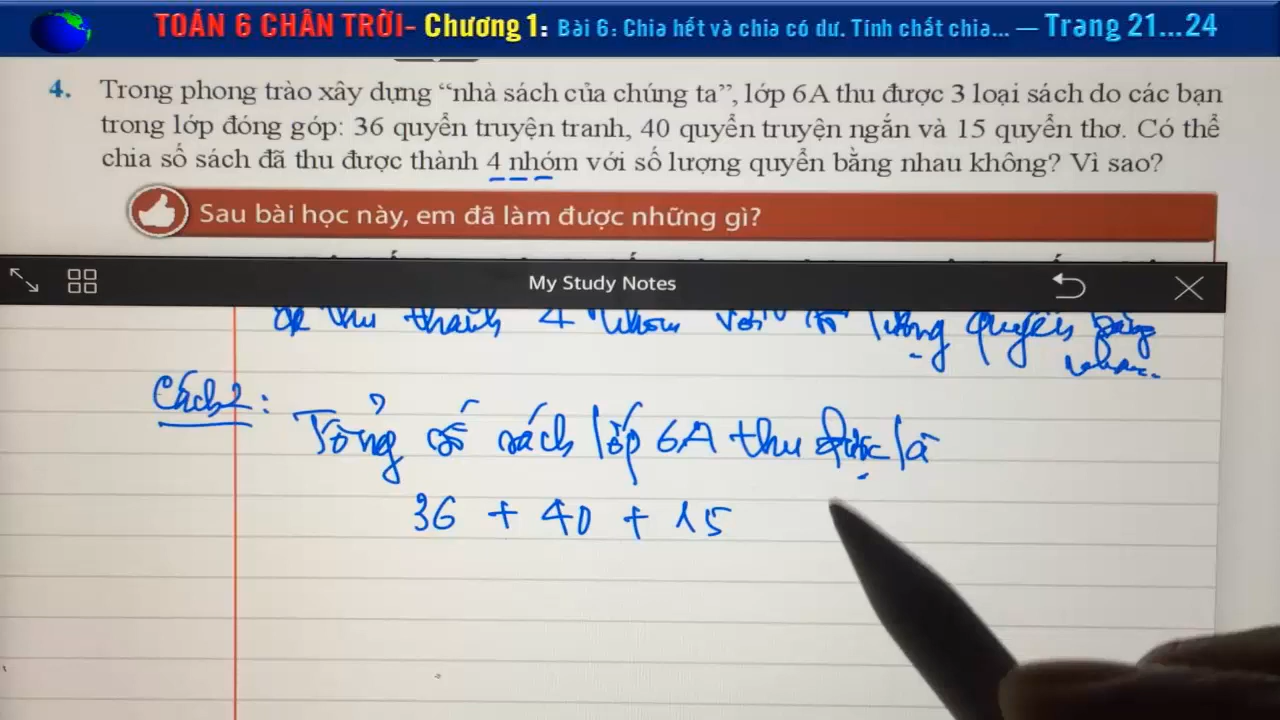 TOÁN 6 CHÂN TRỜI- Chương 1: Bài 6: Chia hết và chia có dư. Tính chất chia... — Trang 21...24
4. Trong phong trào xây dựng “nhà sách của chúng ta”, lớp 6A thu được 3 loại sách do các bạn
trong lớp đóng góp: 36 quyển truyện tranh, 40 quyển truyện ngắn và 15 quyển thơ. Có thể
chia số sách đã thu được thành 4 nhóm với số lượng quyển bằng nhau không? Vì sao?
Sau bài học này, em đã làm được những gì?
My Study Notes
thu thành 4 nhóm với số lượng quyển bằng
nhau.
Cách 2: Tổng số sách lớp 6A thu được là
36 + 40 + 15